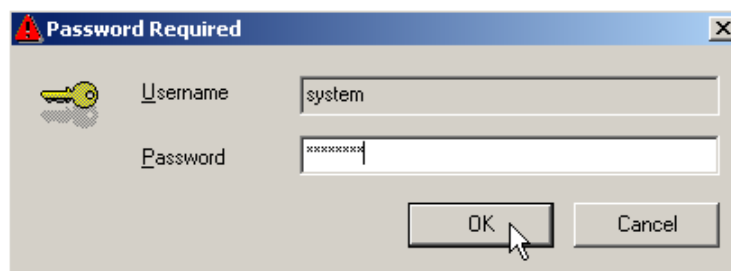 Password Required
Username system
Password ********
OK Cancel